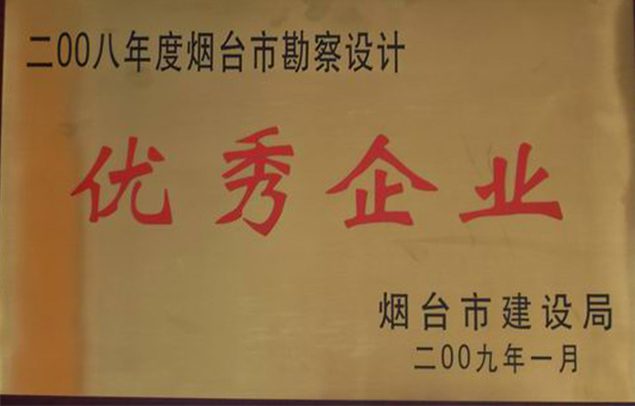 二00八年度烟台市勘察设计
优秀企业
烟台市建设局
二00九年一月